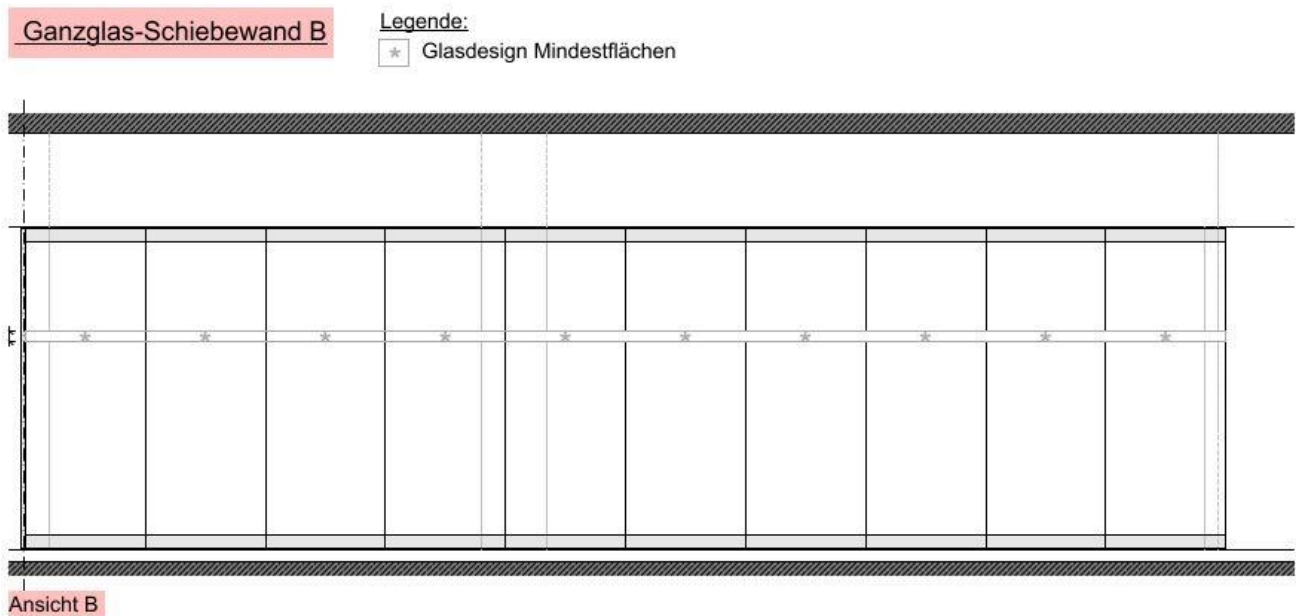 Ganzglas-Schiebewand B
Legende:
* Glasdesign Mindestflächen
* * * * * * * * * *
Ansicht B